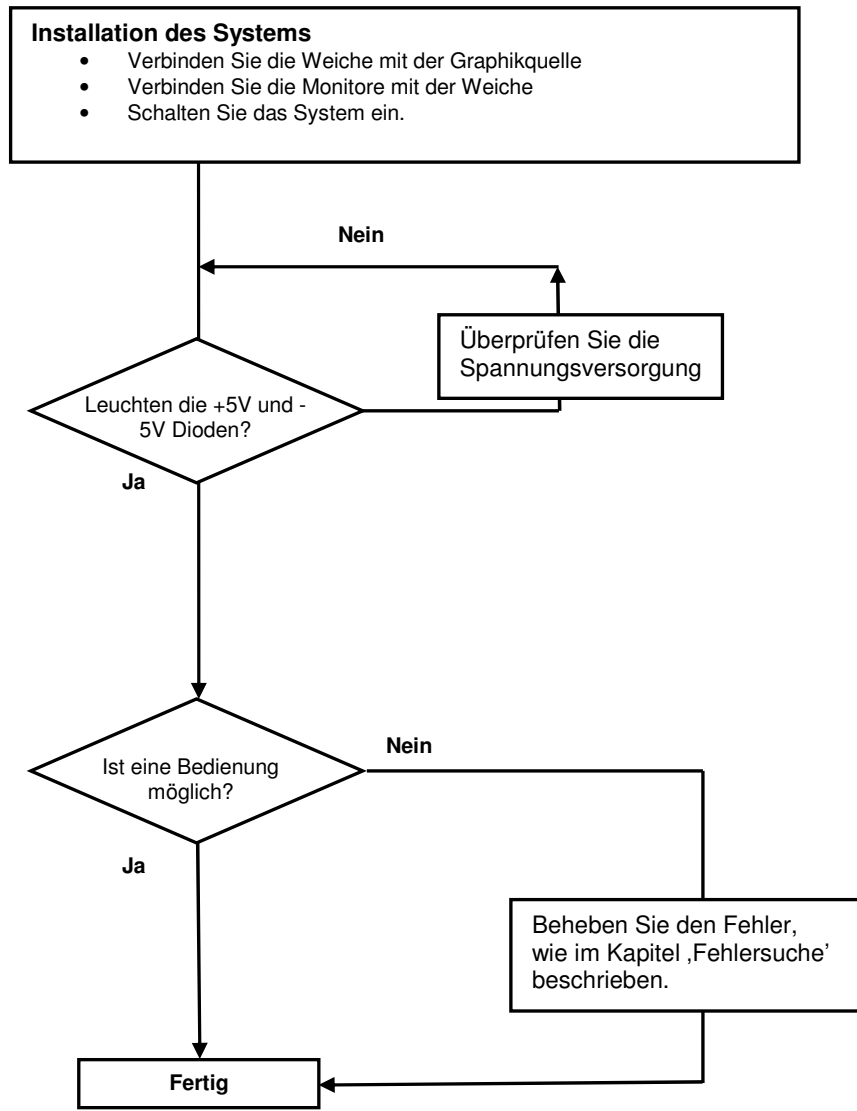 Installation des Systems
• Verbinden Sie die Weiche mit der Graphikquelle
• Verbinden Sie die Monitore mit der Weiche
• Schalten Sie das System ein.
Nein
Überprüfen Sie die
Spannungsversorgung
Leuchten die +5V und -
5V Dioden?
Ja
Nein
Ist eine Bedienung
möglich?
Ja
Beheben Sie den Fehler,
wie im Kapitel ‚Fehlersuche’
beschrieben.
Fertig